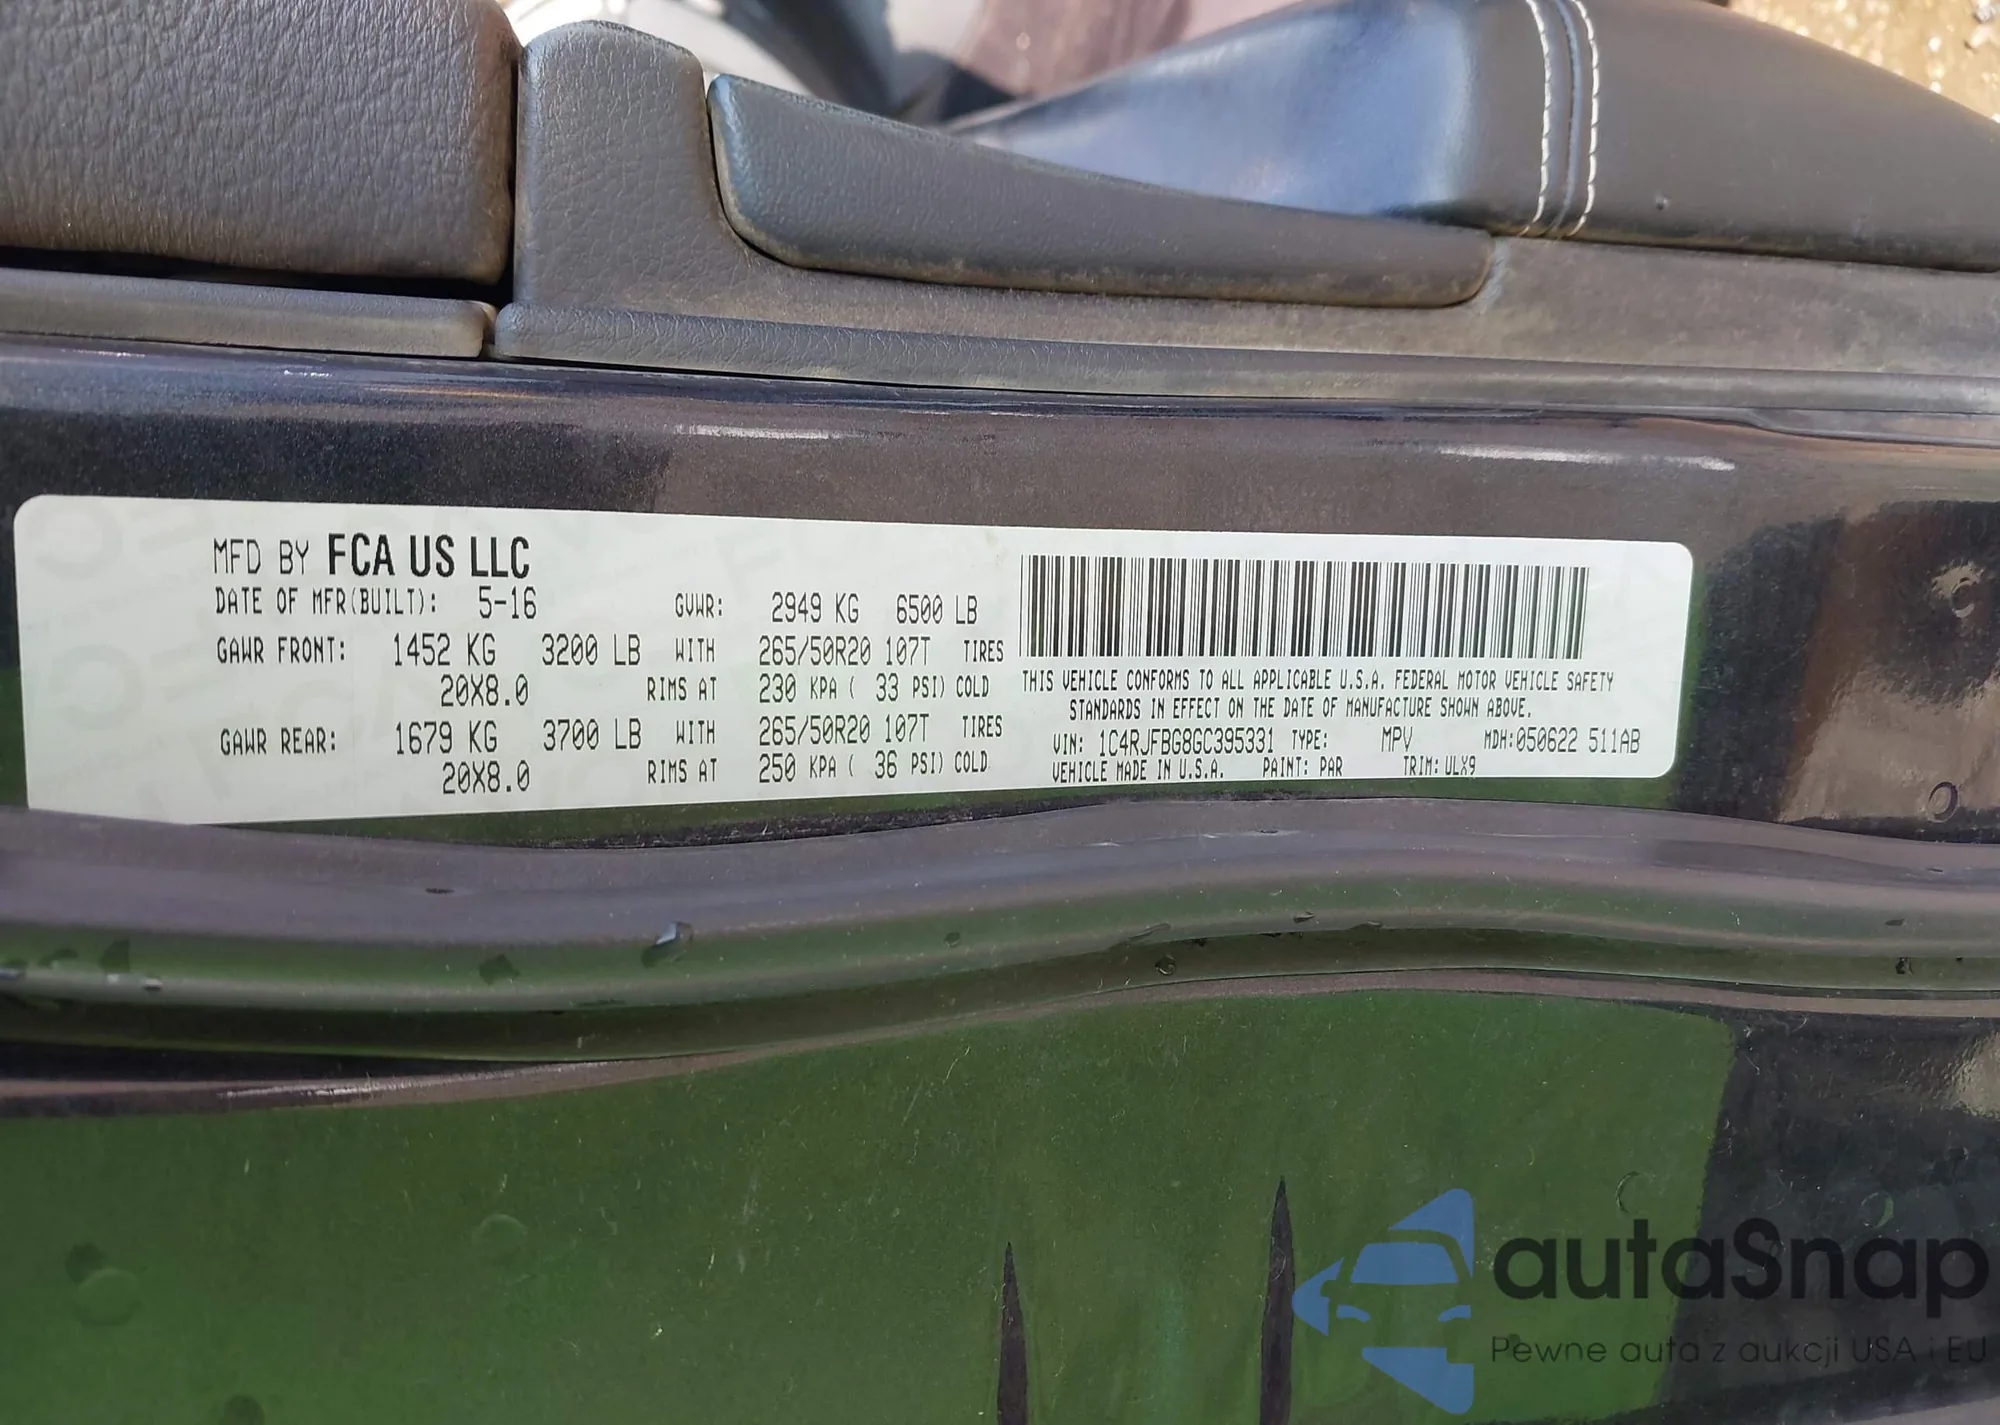 MFD BY FCA US LLC
DATE OF MFR(BUILT): 5-16 GVWR: 2949 KG 6500 LB
GAWR FRONT: 1452 KG 3200 LB WITH 265/50R20 107T TIRES
20X8.0 RIMS AT 230 KPA ( 33 PSI) COLD
GAWR REAR: 1679 KG 3700 LB WITH 265/50R20 107T TIRES
20X8.0 RIMS AT 250 KPA ( 36 PSI) COLD
THIS VEHICLE CONFORMS TO ALL APPLICABLE U.S.A. FEDERAL MOTOR VEHICLE SAFETY
STANDARDS IN EFFECT ON THE DATE OF MANUFACTURE SHOWN ABOVE.
VIN: 1C4RJFBG8GC395331 TYPE: MPV MDH:050622 511AB
VEHICLE MADE IN U.S.A. PAINT: PAR TRIM: ULX9
autaSnap
Pewne auta z aukcji USA i EU